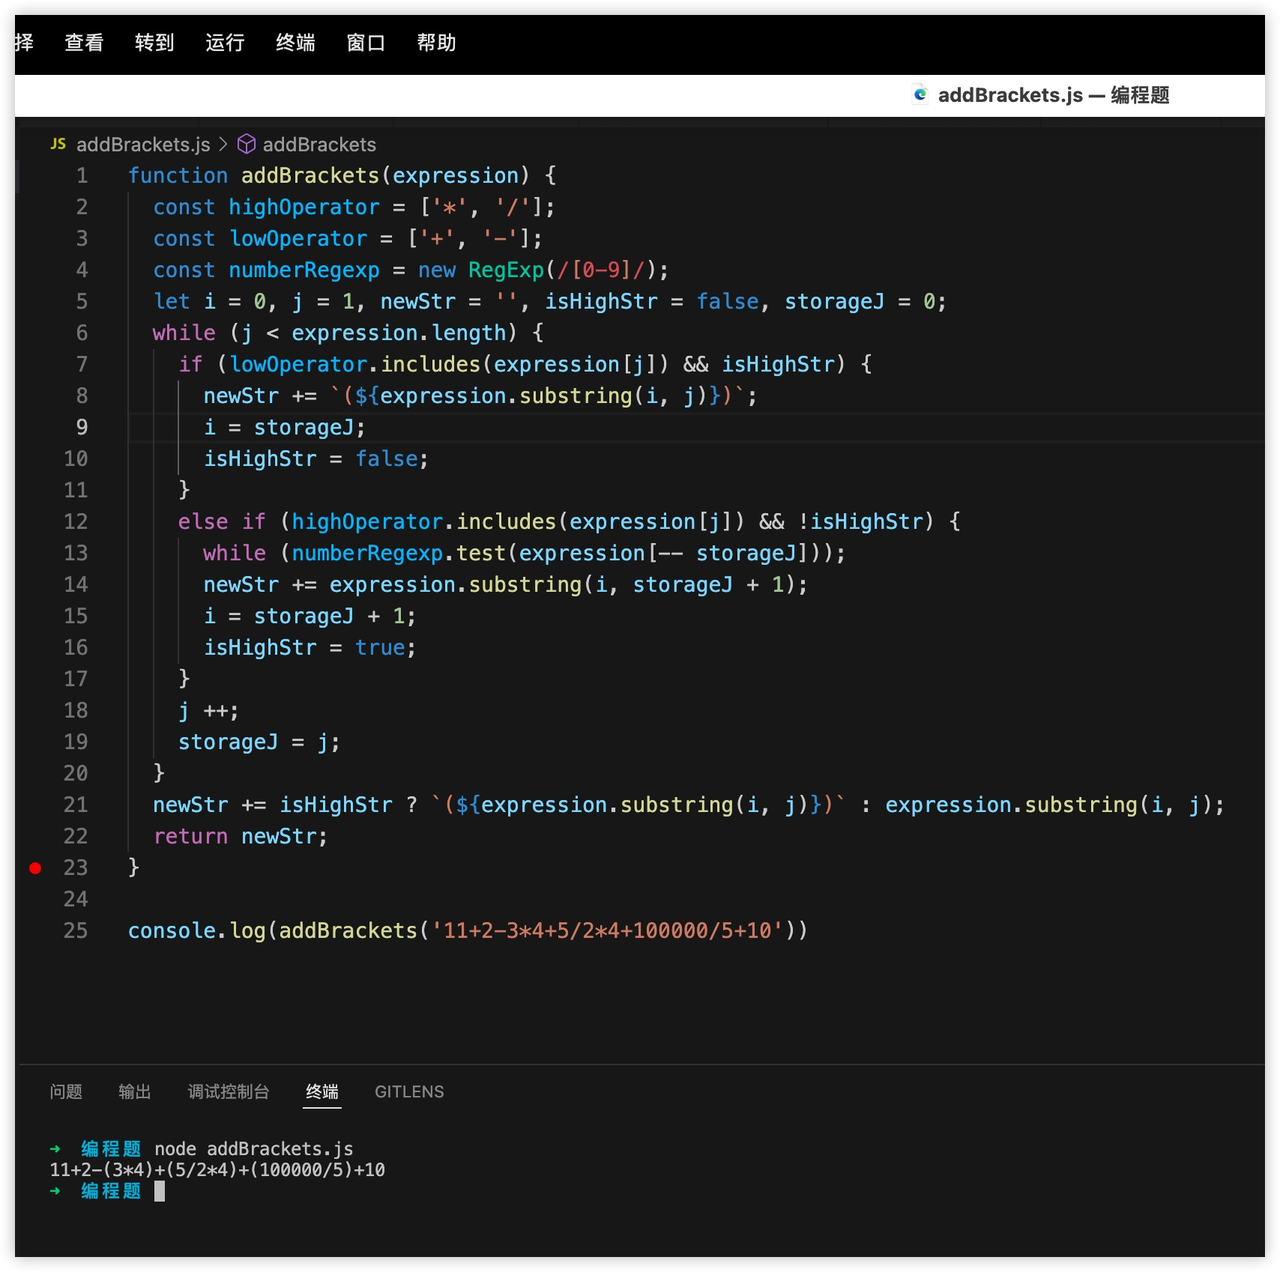 择 查看 转到 运行 终端 窗口 帮助
addBrackets.js — 编程题
JS addBrackets.js > addBrackets
1 function addBrackets(expression) {
2 const highOperator = ['*', '/'];
3 const lowOperator = ['+', '-'];
4 const numberRegexp = new RegExp(/[0-9]/);
5 let i = 0, j = 1, newStr = '', isHighStr = false, storageJ = 0;
6 while (j < expression.length) {
7 if (lowOperator.includes(expression[j]) && isHighStr) {
8 newStr += `(${expression.substring(i, j)})`;
9 i = storageJ;
10 isHighStr = false;
11 }
12 else if (highOperator.includes(expression[j]) && !isHighStr) {
13 while (numberRegexp.test(expression[-- storageJ]));
14 newStr += expression.substring(i, storageJ + 1);
15 i = storageJ + 1;
16 isHighStr = true;
17 }
18 j ++;
19 storageJ = j;
20 }
21 newStr += isHighStr ? `(${expression.substring(i, j)})` : expression.substring(i, j);
22 return newStr;
23 }
24
25 console.log(addBrackets('11+2-3*4+5/2*4+100000/5+10'))
问题 输出 调试控制台 终端 GITLENS
→ 编程题 node addBrackets.js
11+2-(3*4)+(5/2*4)+(100000/5)+10
→ 编程题